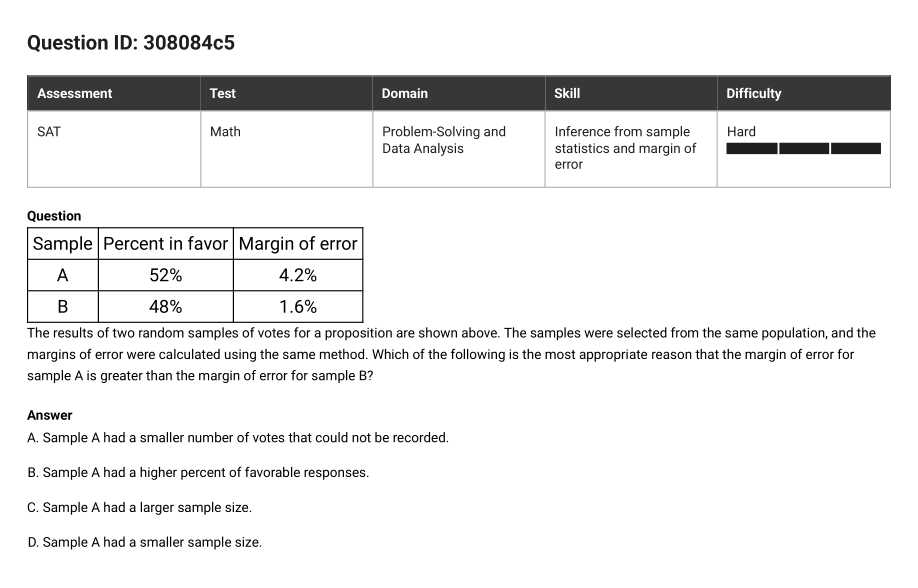 Question ID: 308084c5
Assessment Test Domain Skill Difficulty
SAT Math Problem-Solving and Data Analysis Inference from sample statistics and margin of error Hard
Question
Sample Percent in favor Margin of error
A 52% 4.2%
B 48% 1.6%
The results of two random samples of votes for a proposition are shown above. The samples were selected from the same population, and the
margins of error were calculated using the same method. Which of the following is the most appropriate reason that the margin of error for
sample A is greater than the margin of error for sample B?
Answer
A. Sample A had a smaller number of votes that could not be recorded.
B. Sample A had a higher percent of favorable responses.
C. Sample A had a larger sample size.
D. Sample A had a smaller sample size.